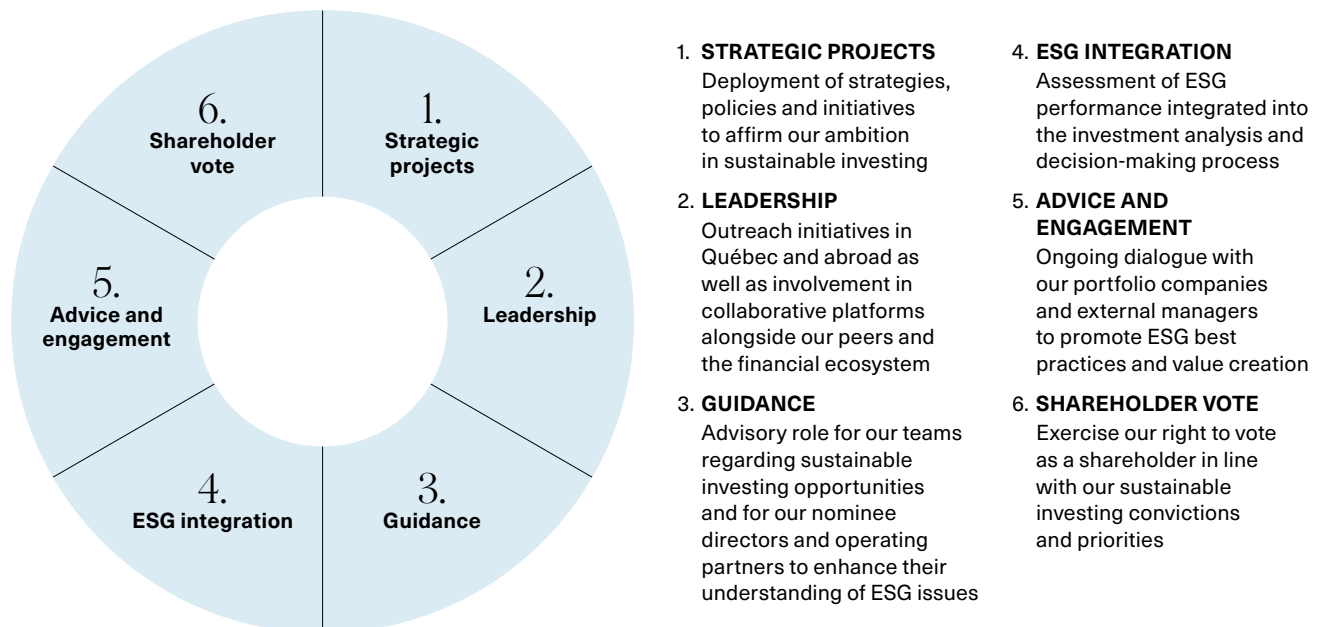 1.
Strategic
projects
2.
Leadership
3.
Guidance
4.
ESG integration
5.
Advice and
engagement
6.
Shareholder
vote
1. STRATEGIC PROJECTS
Deployment of strategies,
policies and initiatives
to affirm our ambition
in sustainable investing
2. LEADERSHIP
Outreach initiatives in
Québec and abroad as
well as involvement in
collaborative platforms
alongside our peers and
the financial ecosystem
3. GUIDANCE
Advisory role for our teams
regarding sustainable
investing opportunities
and for our nominee
directors and operating
partners to enhance their
understanding of ESG issues
4. ESG INTEGRATION
Assessment of ESG
performance integrated into
the investment analysis and
decision-making process
5. ADVICE AND
ENGAGEMENT
Ongoing dialogue with
our portfolio companies
and external managers
to promote ESG best
practices and value creation
6. SHAREHOLDER VOTE
Exercise our right to vote
as a shareholder in line
with our sustainable
investing convictions
and priorities